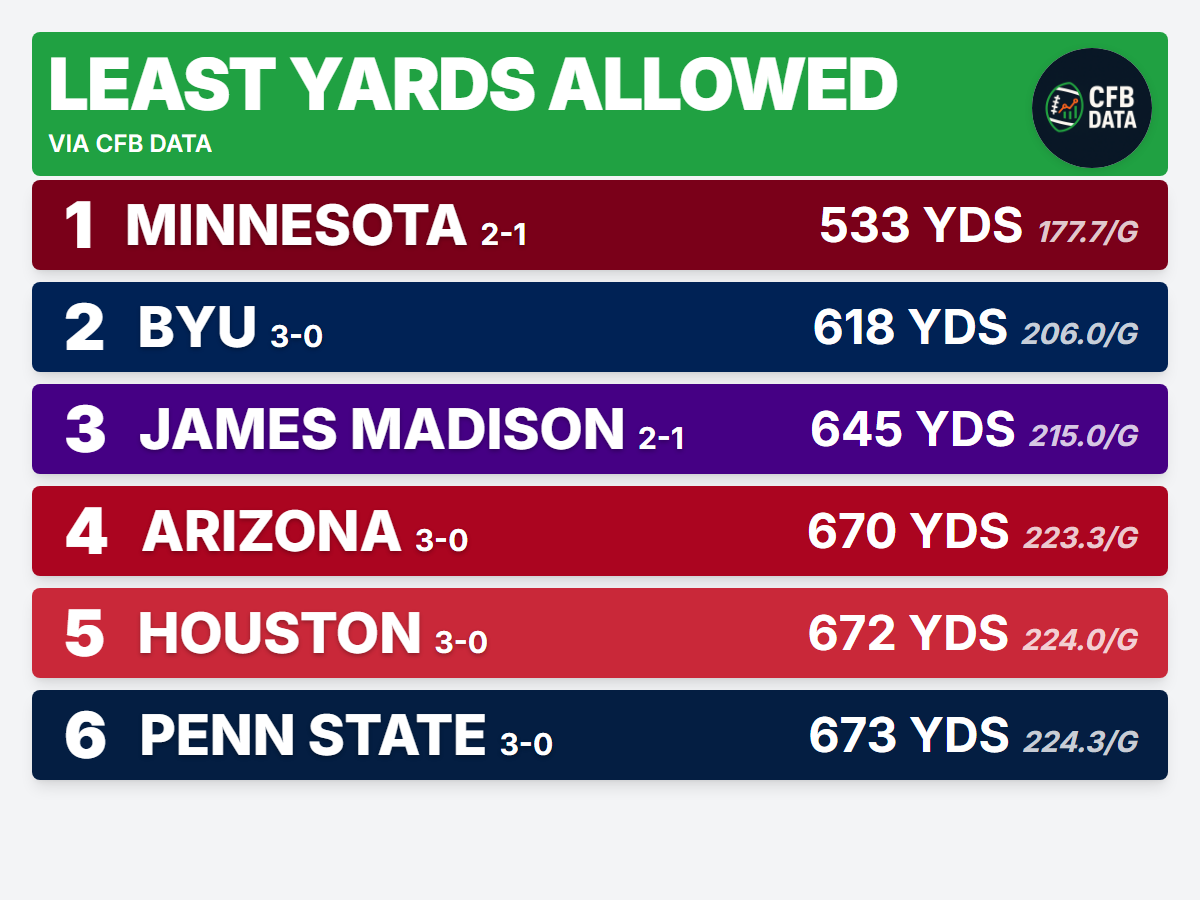 LEAST YARDS ALLOWED
VIA CFB DATA
CFB
DATA
1 MINNESOTA 2-1 533 YDS 177.7/G
2 BYU 3-0 618 YDS 206.0/G
3 JAMES MADISON 2-1 645 YDS 215.0/G
4 ARIZONA 3-0 670 YDS 223.3/G
5 HOUSTON 3-0 672 YDS 224.0/G
6 PENN STATE 3-0 673 YDS 224.3/G